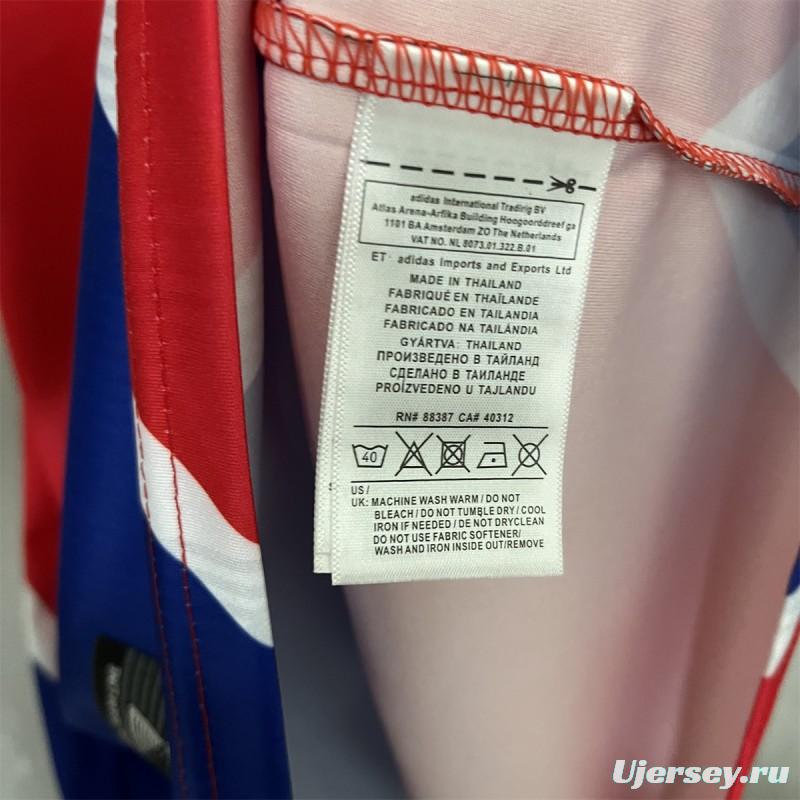 adidas International Tradirig BV
Atlas Arena-Arfika Building Hoogoorddreef ga
1101 BA Amsterdam ZO The Netherlands
VAT NO. NL 8073.01.322.B.01
ET· adidas Imports and Exports Ltd
MADE IN THAILAND
FABRIQUÉ EN THAÏLANDE
FABRICADO EN TAILANDIA
FABRICADO NA TAILÂNDIA
GYÁRTVA: THAILAND
ПРОИЗВЕДЕНО В ТАЙЛАНД
СДЕЛАНО В ТАИЛАНДЕ
PROİZVEDENO U TAJLANDU
RN# 88387 CA# 40312
40
US /
UK: MACHINE WASH WARM / DO NOT
BLEACH / DO NOT TUMBLE DRY / COOL
IRON IF NEEDED / DE NOT DRYCLEAN
DO NOT USE FABRIC SOFTENER/
WASH AND IRON INSIDE OUT/REMOVE
Ujersey.ru